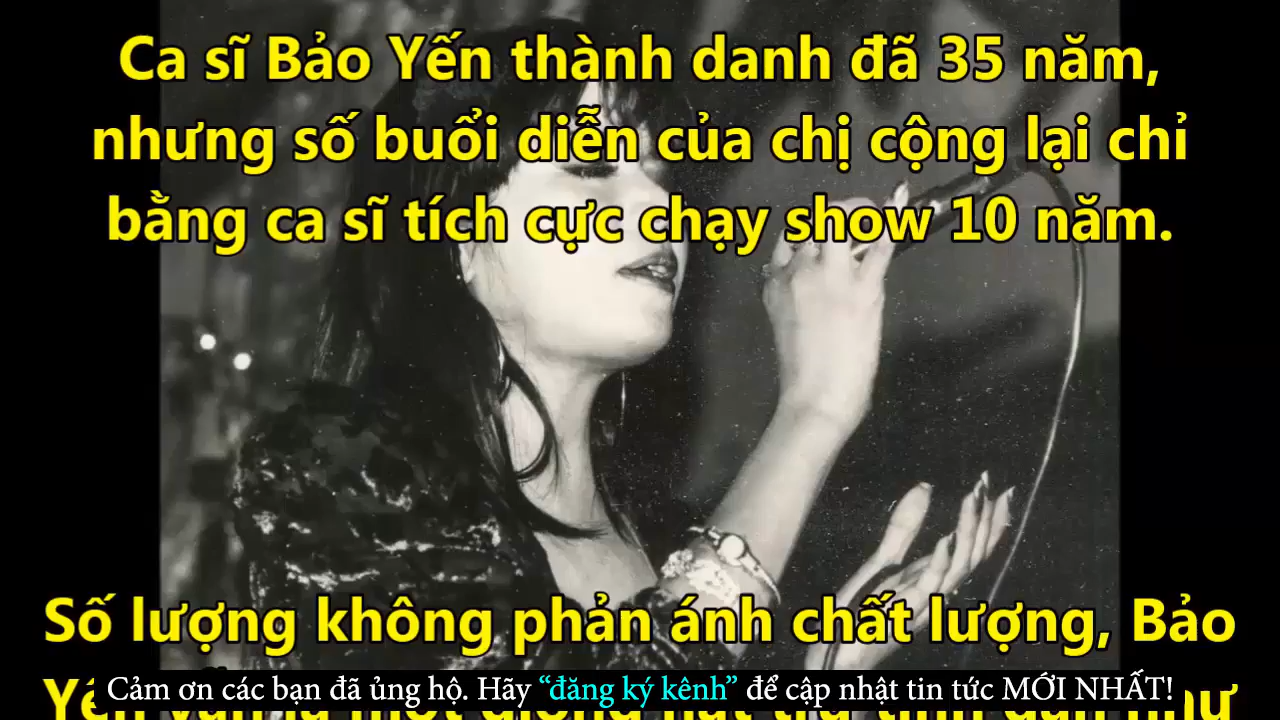 Ca sĩ Bảo Yến thành danh đã 35 năm,
nhưng số buổi diễn của chị cộng lại chỉ
bằng ca sĩ tích cực chạy show 10 năm.
Số lượng không phản ánh chất lượng, Bảo
Cảm ơn các bạn đã ủng hộ. Hãy “đăng ký kênh” để cập nhật tin tức MỚI NHẤT!